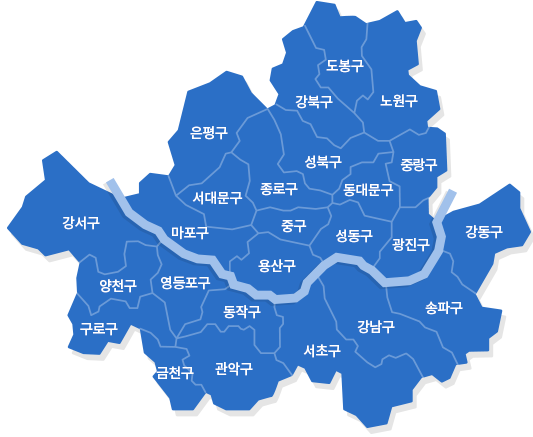 도봉구
강북구
노원구
은평구
성북구
중랑구
서대문구
종로구
동대문구
강서구
마포구
중구
성동구
광진구
강동구
용산구
양천구
영등포구
동작구
송파구
구로구
강남구
서초구
금천구
관악구